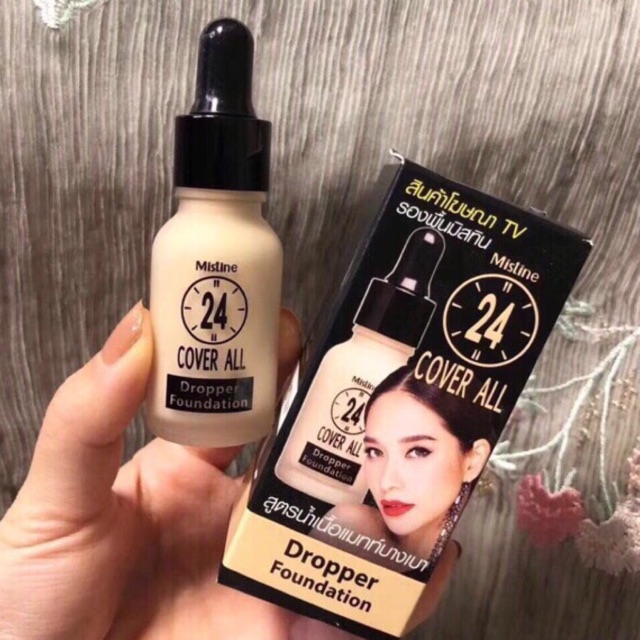 Mistine
24
COVER ALL
Dropper
Foundation
สินค้าโฆษณา TV
รองพื้นมิสทิน
Mistine
24
COVER ALL
Mistine
24
COVER ALL
Dropper
Foundation
สูตรน้ำเนื้อแมทท์บางเบา
Dropper
Foundation